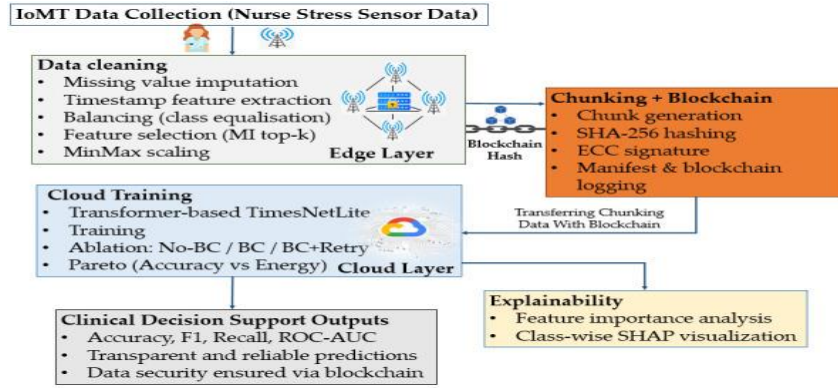 IoMT Data Collection (Nurse Stress Sensor Data)
Data cleaning
• Missing value imputation
• Timestamp feature extraction
• Balancing (class equalisation)
• Feature selection (MI top-k)
• MinMax scaling
Edge Layer
Blockchain
Hash
Chunking + Blockchain
• Chunk generation
• SHA-256 hashing
• ECC signature
• Manifest & blockchain
logging
Transferring Chunking
Data With Blockchain
Cloud Training
• Transformer-based TimesNetLite
• Training
• Ablation: No-BC / BC / BC+Retry
• Pareto (Accuracy vs Energy)
Cloud Layer
Clinical Decision Support Outputs
• Accuracy, F1, Recall, ROC-AUC
• Transparent and reliable predictions
• Data security ensured via blockchain
Explainability
• Feature importance analysis
• Class-wise SHAP visualization